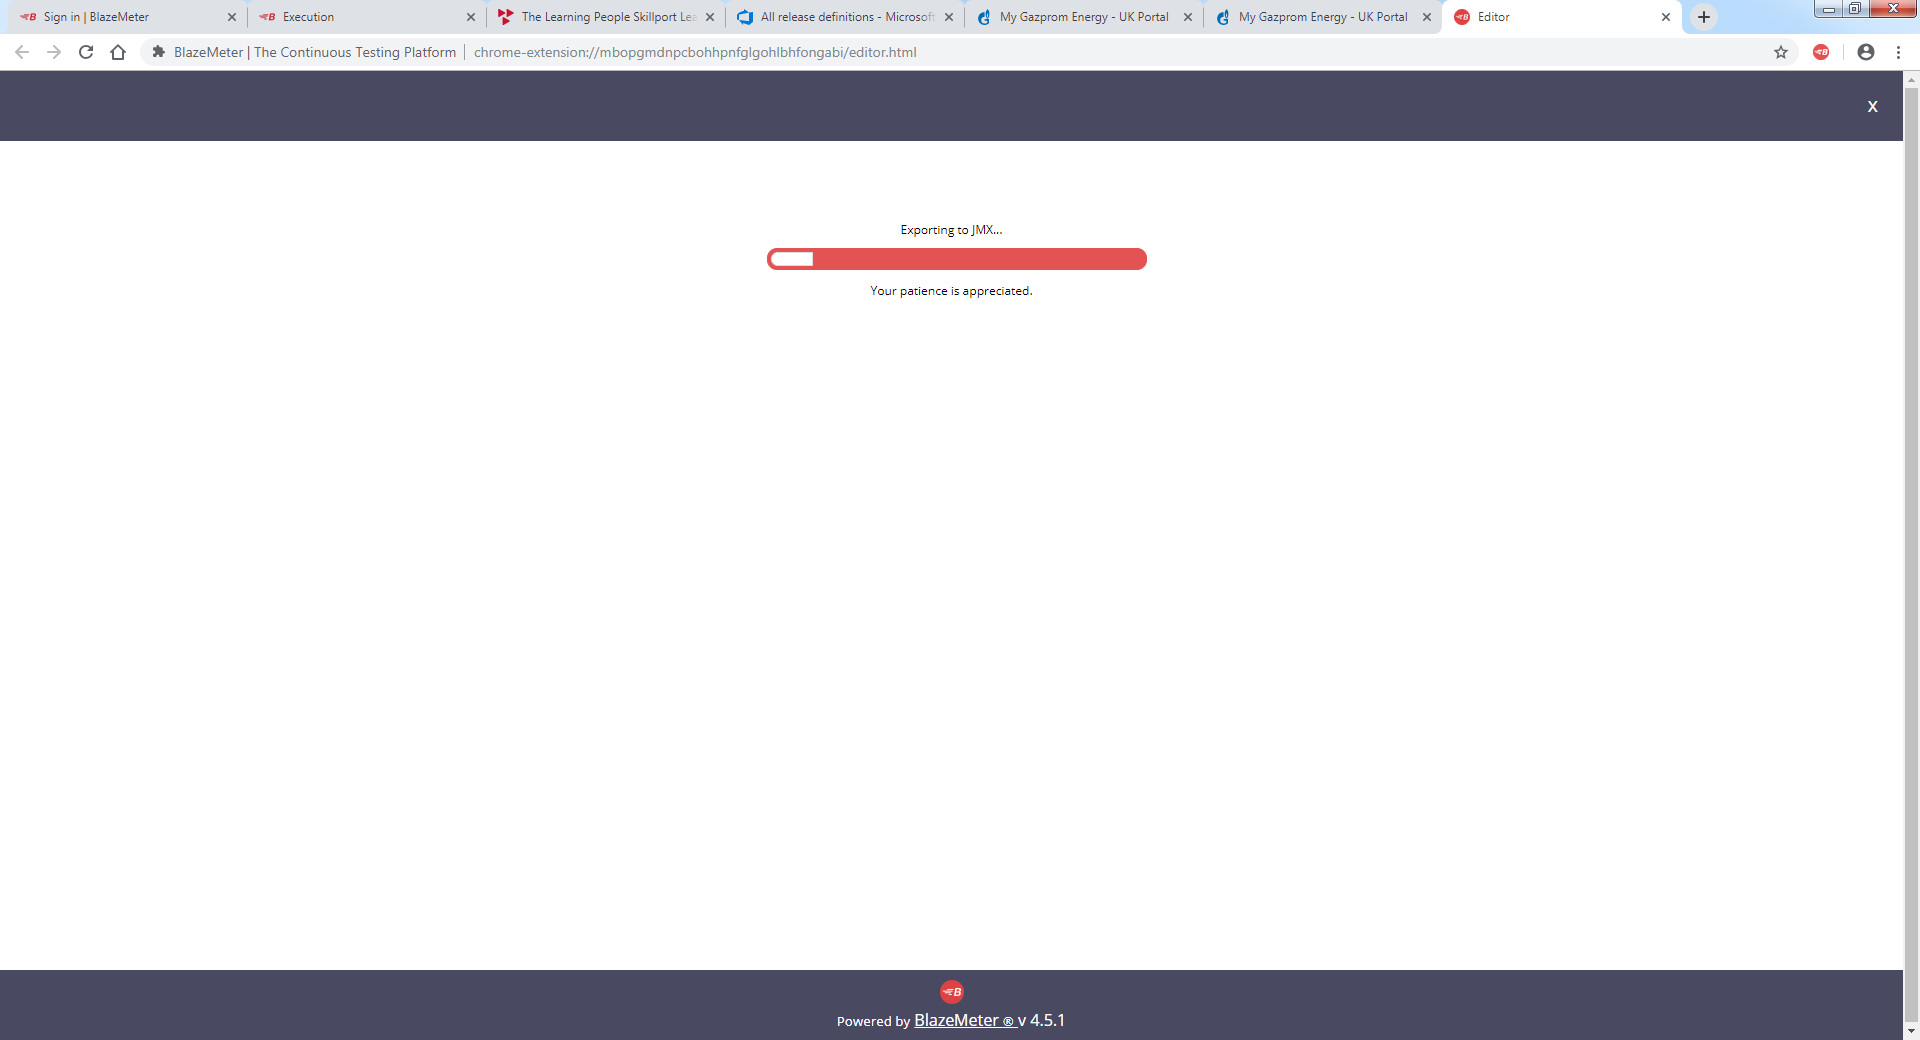 Sign in | BlazeMeter
Execution
The Learning People Skillport Lea
All release definitions - Microsoft
My Gazprom Energy - UK Portal
My Gazprom Energy - UK Portal
Editor
BlazeMeter | The Continuous Testing Platform | chrome-extension://mbopgmdnpcbohhpnfglgohlbhfongabi/editor.html
X
Exporting to JMX...
Your patience is appreciated.
Powered by BlazeMeter ® v 4.5.1